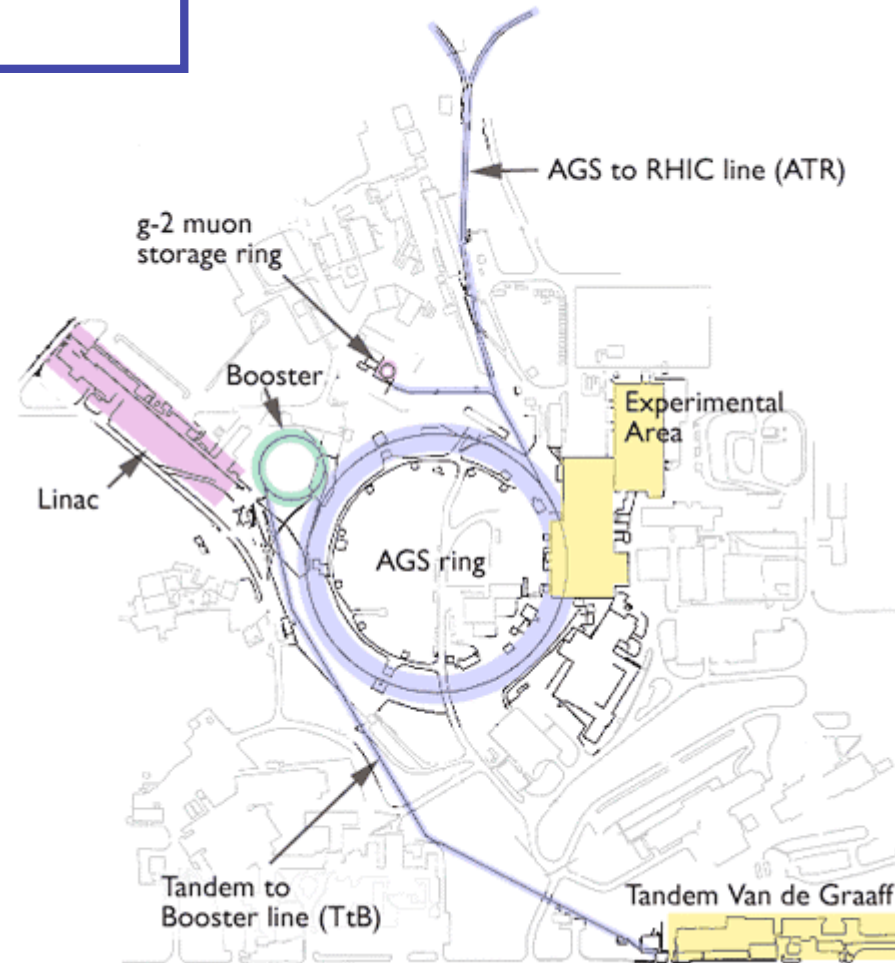 AGS to RHIC line (ATR)
g-2 muon
storage ring
Booster
Experimental
Area
Linac
AGS ring
Tandem to
Booster line (TtB)
Tandem Van de Graaff